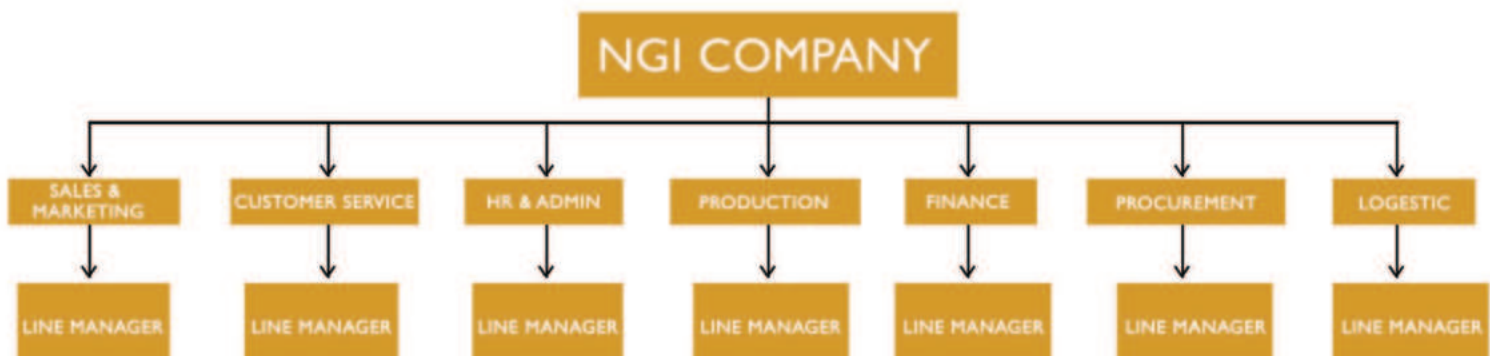 NGI COMPANY
SALES &
MARKETING
CUSTOMER SERVICE
HR & ADMIN
PRODUCTION
FINANCE
PROCUREMENT
LOGESTIC
LINE MANAGER
LINE MANAGER
LINE MANAGER
LINE MANAGER
LINE MANAGER
LINE MANAGER
LINE MANAGER